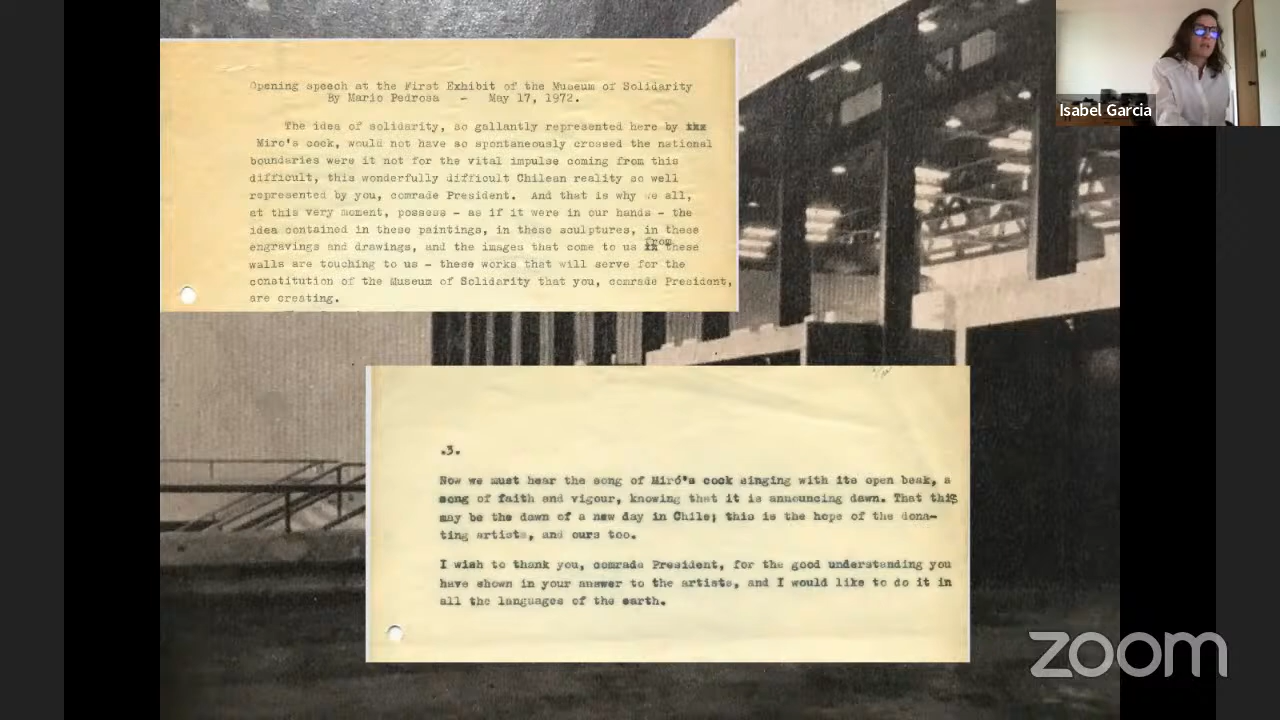 Opening speech at the First Exhibit of the Museum of Solidarity
By Mario Pedrosa - May 17, 1972.
The idea of solidarity, so gallantly represented here by the
Miro's cock, would not have so spontaneously crossed the national
boundaries were it not for the vital impulse coming from this
difficult, this wonderfully difficult Chilean reality so well
represented by you, comrade President. And that is why we all,
at this very moment, possess - as if it were in our hands - the
idea contained in these paintings, in these sculptures, in these
engravings and drawings, and the images that come to us in from these
walls are touching to us - these works that will serve for the
constitution of the Museum of Solidarity that you, comrade President,
are creating.
.3.
Now we must hear the song of Miró's cock singing with its open beak, a
song of faith and vigour, knowing that it is announcing dawn. That this
may be the dawn of a new day in Chile; this is the hope of the dona-
ting artists, and ours too.
I wish to thank you, comrade President, for the good understanding you
have shown in your answer to the artists, and I would like to do it in
all the languages of the earth.
Isabel Garcia
zoom